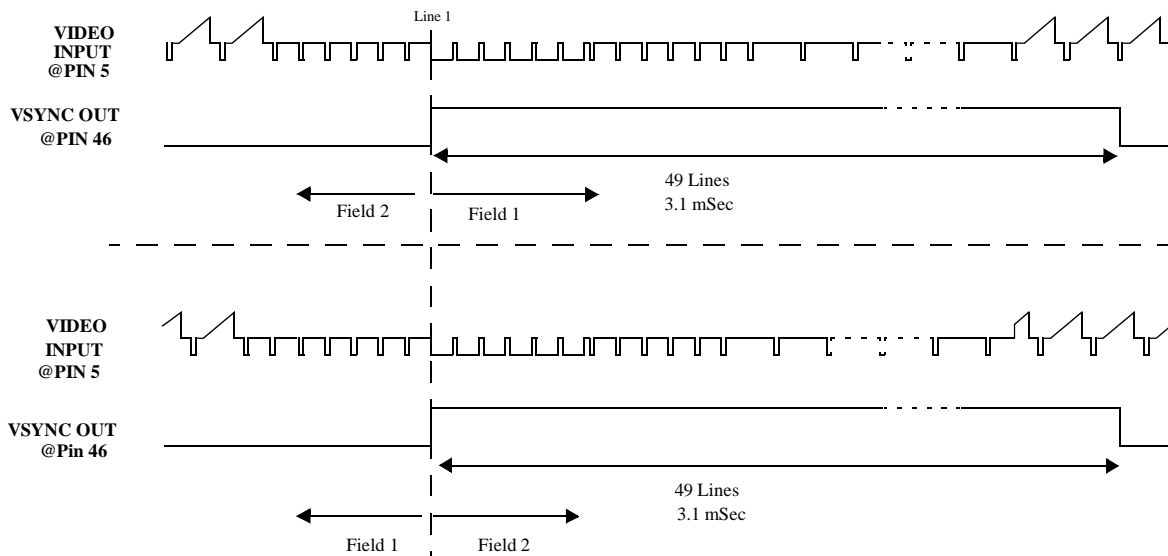 Line 1
VIDEO
INPUT
@PIN 5
VSYNC OUT
@PIN 46
49 Lines
3.1 mSec
Field 2
Field 1
VIDEO
INPUT
@PIN 5
VSYNC OUT
@Pin 46
49 Lines
3.1 mSec
Field 1
Field 2